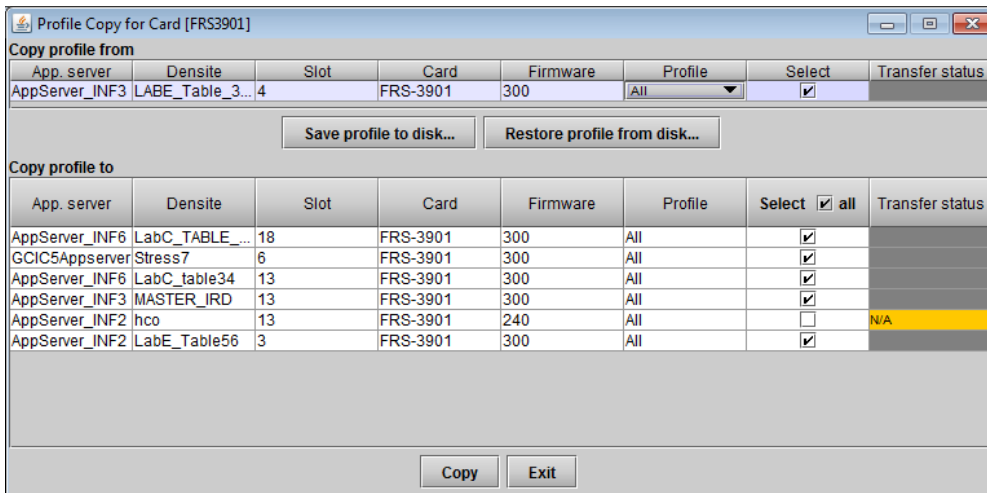 Profile Copy for Card [FRS3901]
Copy profile from
App. server Densite Slot Card Firmware Profile Select Transfer status
AppServer_INF3 LABE_Table_3... 4 FRS-3901 300 All
Save profile to disk... Restore profile from disk...
Copy profile to
App. server Densite Slot Card Firmware Profile Select all Transfer status
AppServer_INF6 LabC_TABLE_... 18 FRS-3901 300 All
GCIC5Appserver Stress7 6 FRS-3901 300 All
AppServer_INF6 LabC_table34 13 FRS-3901 300 All
AppServer_INF3 MASTER_IRD 13 FRS-3901 300 All
AppServer_INF2 hco 13 FRS-3901 240 All N/A
AppServer_INF2 LabE_Table56 3 FRS-3901 300 All
Copy Exit